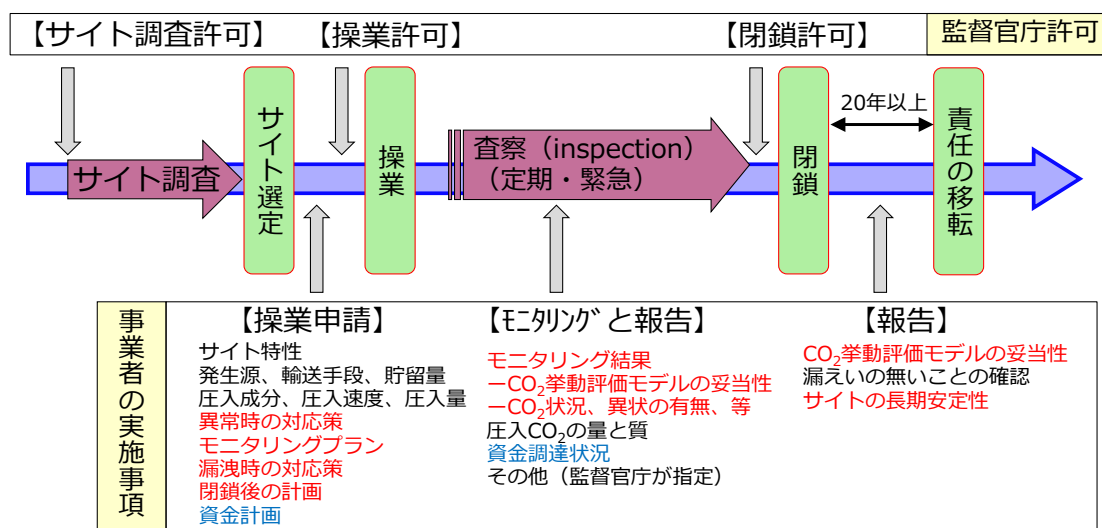 【サイト調査許可】
【操業許可】
【閉鎖許可】
監督官庁許可
サイト調査
サイト選定
操業
査察（inspection）
（定期・緊急）
閉鎖
20年以上
責任の移転
事業者の実施事項
【操業申請】
サイト特性
発生源、輸送手段、貯留量
圧入成分、圧入速度、圧入量
異常時の対応策
モニタリングプラン
漏洩時の対応策
閉鎖後の計画
資金計画
【ﾓﾆﾀﾘﾝｸﾞと報告】
モニタリング結果
ーCO₂挙動評価モデルの妥当性
ーCO₂状況、異状の有無、等
圧入CO₂の量と質
資金調達状況
その他（監督官庁が指定）
【報告】
CO₂挙動評価モデルの妥当性
漏えいの無いことの確認
サイトの長期安定性